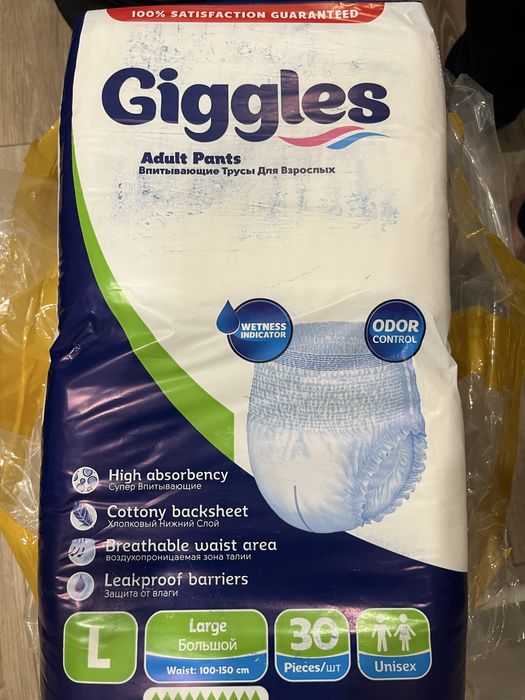 100% SATISFACTION GUARANTEED
Giggles
Adult Pants
Впитывающие Трусы Для Взрослых
WETNESS
INDICATOR
ODOR
CONTROL
High absorbency
Супер Впитывающие
Cottony backsheet
Хлопковый Нижний Слой
Breathable waist area
воздухопроницаемая зона талии
Leakproof barriers
Защита от влаги
L
Large
Большой
Waist: 100-150 cm
30
Pieces/шт
Unisex